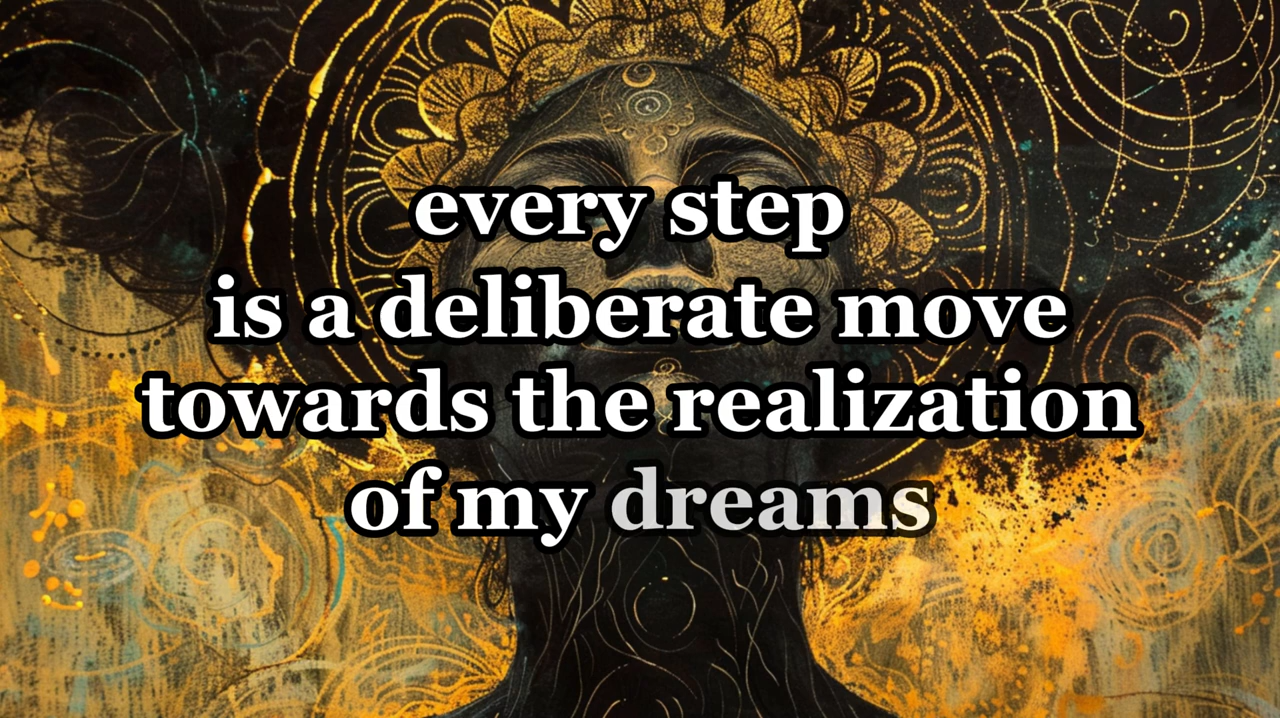 every step
is a deliberate move
towards the realization
of my dreams